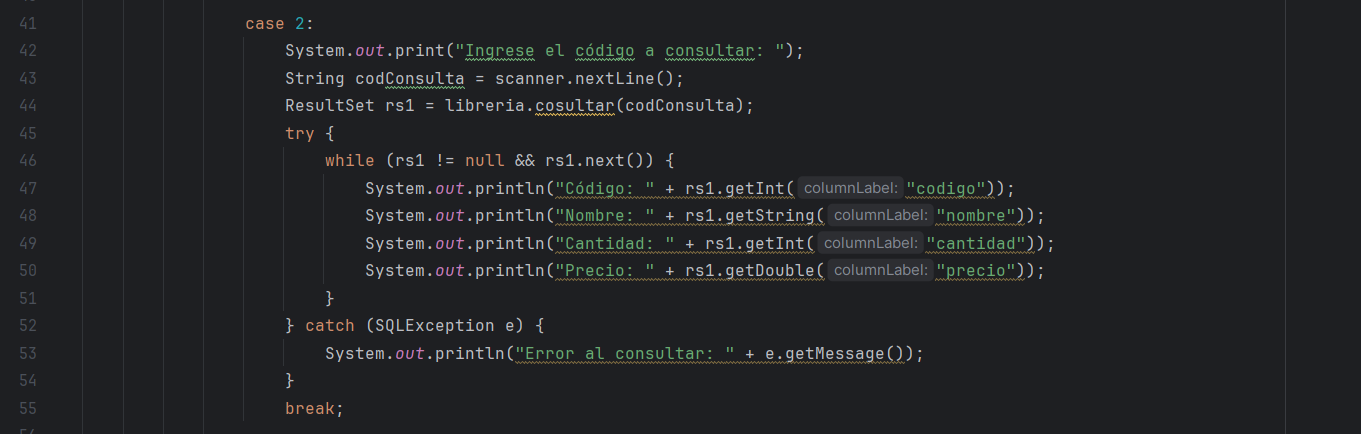 41 case 2:
42 System.out.print("Ingrese el código a consultar: ");
43 String codConsulta = scanner.nextLine();
44 ResultSet rs1 = libreria.cosultar(codConsulta);
45 try {
46 while (rs1 != null && rs1.next()) {
47 System.out.println("Código: " + rs1.getInt( columnLabel: "codigo"));
48 System.out.println("Nombre: " + rs1.getString( columnLabel: "nombre"));
49 System.out.println("Cantidad: " + rs1.getInt( columnLabel: "cantidad"));
50 System.out.println("Precio: " + rs1.getDouble( columnLabel: "precio"));
51 }
52 } catch (SQLException e) {
53 System.out.println("Error al consultar: " + e.getMessage());
54 }
55 break;